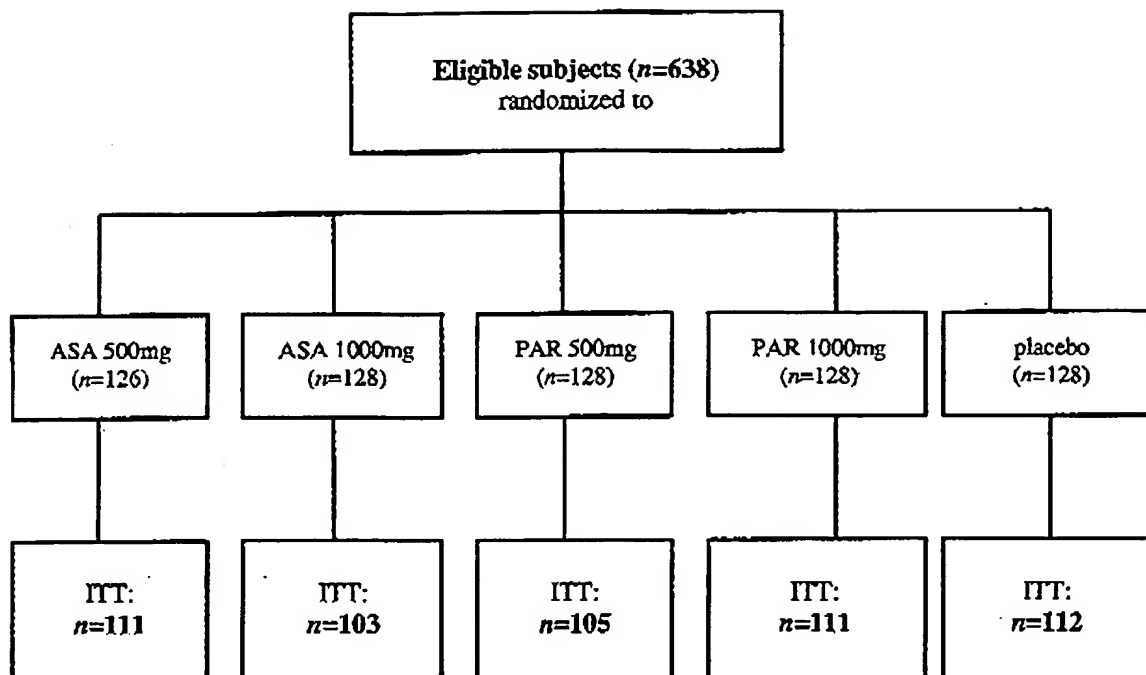 Eligible subjects (n=638)
randomized to
ASA 500mg
(n=126)
ASA 1000mg
(n=128)
PAR 500mg
(n=128)
PAR 1000mg
(n=128)
placebo
(n=128)
ITT:
n=111
ITT:
n=103
ITT:
n=105
ITT:
n=111
ITT:
n=112